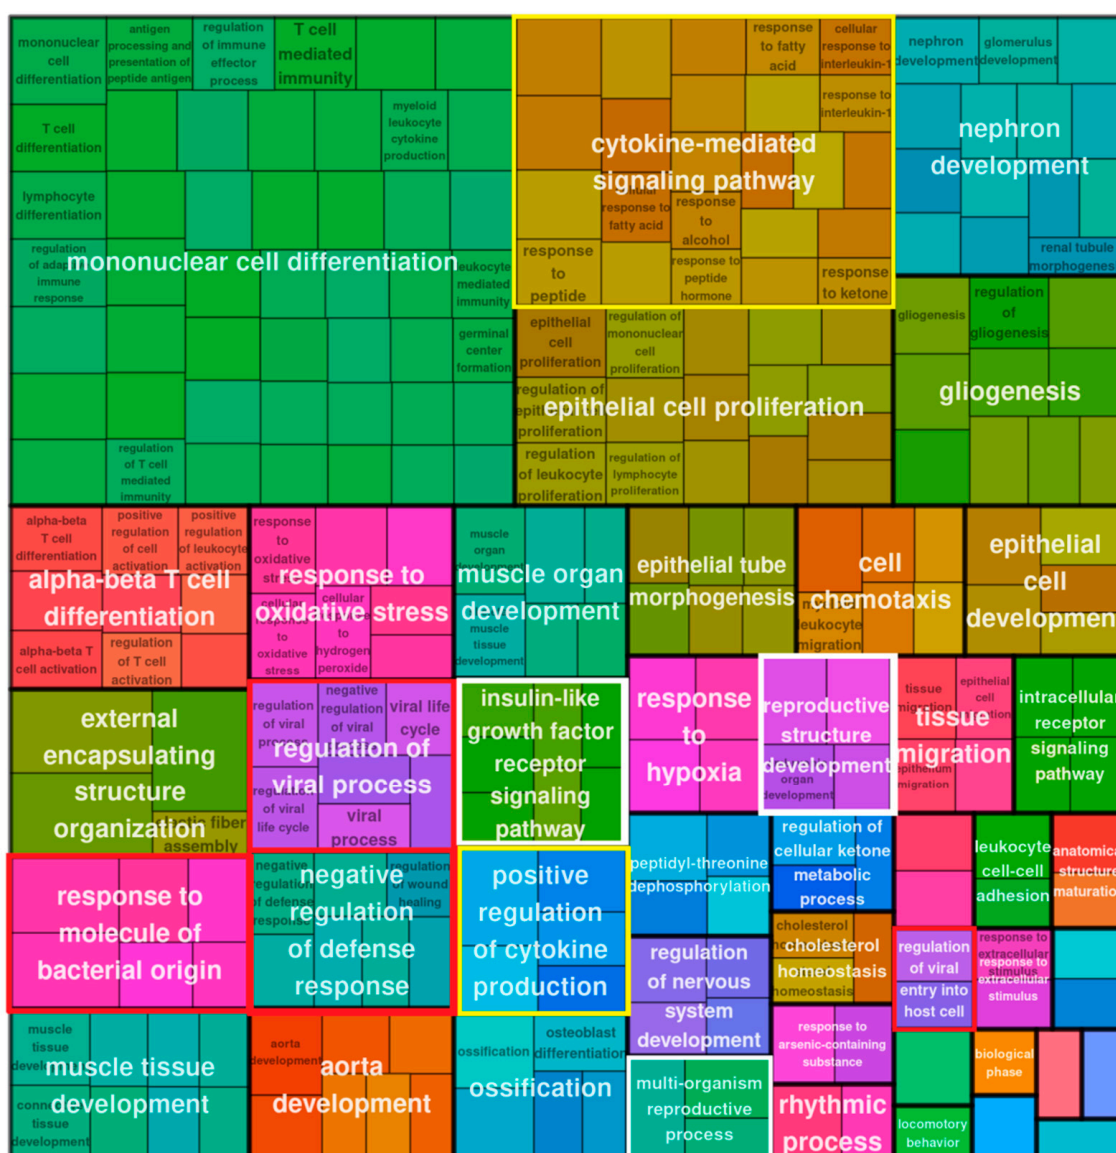 mononuclear
cell
differentiation
antigen
processing and
presentation of
peptide antigen
regulation
of immune
effector
process
T cell
mediated
immunity
T cell
differentiation
myeloid
leukocyte
cytokine
production
lymphocyte
differentiation
regulation
immune
response
mononuclear cell differentiation
leukocyte
mediated
immunity
germinal
center
formation
regulation
of T cell
mediated
immunity
response
to fatty
acid
cellular
response to
interleukin-1
response to
interleukin-1
cytokine-mediated
signaling pathway
cellular
response to
fatty acid
response
to
alcohol
response
to
peptide
response to
peptide
hormone
response
to ketone
nephron
development
glomerulus
development
nephron
development
renal tubule
morphogenes
epithelial
cell
proliferation
regulation of
mononuclear
cell
proliferation
regulation of
proliferation
epithelial cell proliferation
regulation
of leukocyte
proliferation
regulation of
lymphocyte
proliferation
gliogenesis
regulation
of
gliogenesis
gliogenesis
alpha-beta
T cell
differentiation
positive
regulation
of cell
activation
positive
regulation
of leukocyte
activation
alpha-beta T cell
differentiation
alpha-beta T
cell activation
regulation
of T cell
activation
response
to
oxidative
response to
oxidative stress
cellular
response
to
oxidative
stress
cellular
to
hydrogen
peroxide
muscle
organ
muscle organ
development
muscle
tissue
development
epithelial tube
morphogenesis
cell
chemotaxis
leukocyte
migration
epithelial
cell
development
external
encapsulating
structure
organization
elastic fiber
assembly
regulation
of viral
process
negative
regulation
of viral
viral life
cycle
regulation of
viral process
regulation
of viral
life cycle
viral
process
insulin-like
growth factor
receptor
signaling
pathway
response
to
hypoxia
reproductive
structure
development
organ
development
tissue
migration
epithelial
cell
tissue
migration
epithelium
migration
intracellular
receptor
signaling
pathway
response to
molecule of
bacterial origin
negative
regulation
of defense
response
regulation
of wound
healing
negative
regulation
of defense
response
positive
regulation
of cytokine
production
peptidyl-threonine
dephosphorylation
regulation of
cellular ketone
metabolic
process
leukocyte
cell-cell
adhesion
anatomical
structure
maturation
regulation
of nervous
system
development
cholesterol
homeostasis
cholesterol
homeostasis
regulation
of viral
entry into
host cell
response to
extracellular
stimulus
response to
extracellular
stimulus
response to
arsenic-containing
substance
muscle
tissue
development
muscle tissue
development
connective
tissue
development
aorta
development
aorta
development
ossification
osteoblast
differentiation
ossification
multi-organism
reproductive
process
rhythmic
process
biological
phase
locomotory
behavior